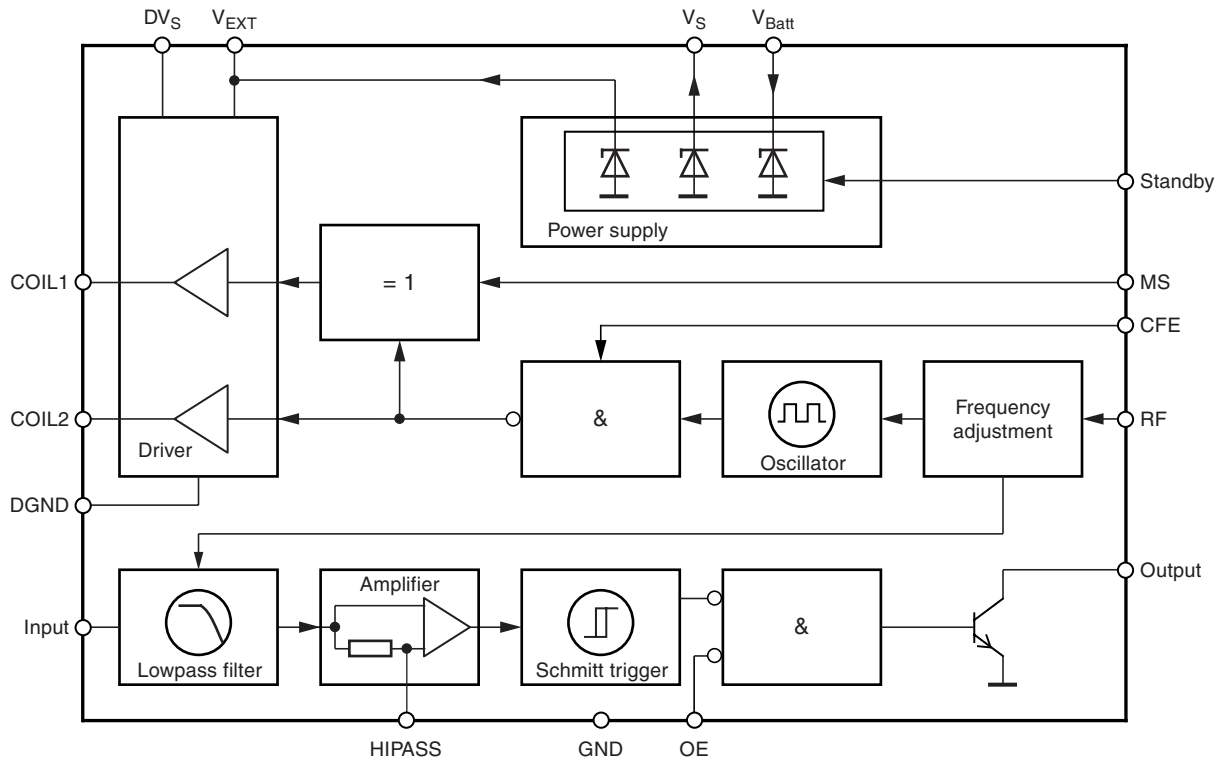 DVS VEXT VS VBatt
Standby
Power supply
COIL1 = 1 MS
CFE
COIL2 & Frequency adjustment RF
Driver Oscillator
DGND
Amplifier Output
Input &
Lowpass filter Schmitt trigger
HIPASS GND OE